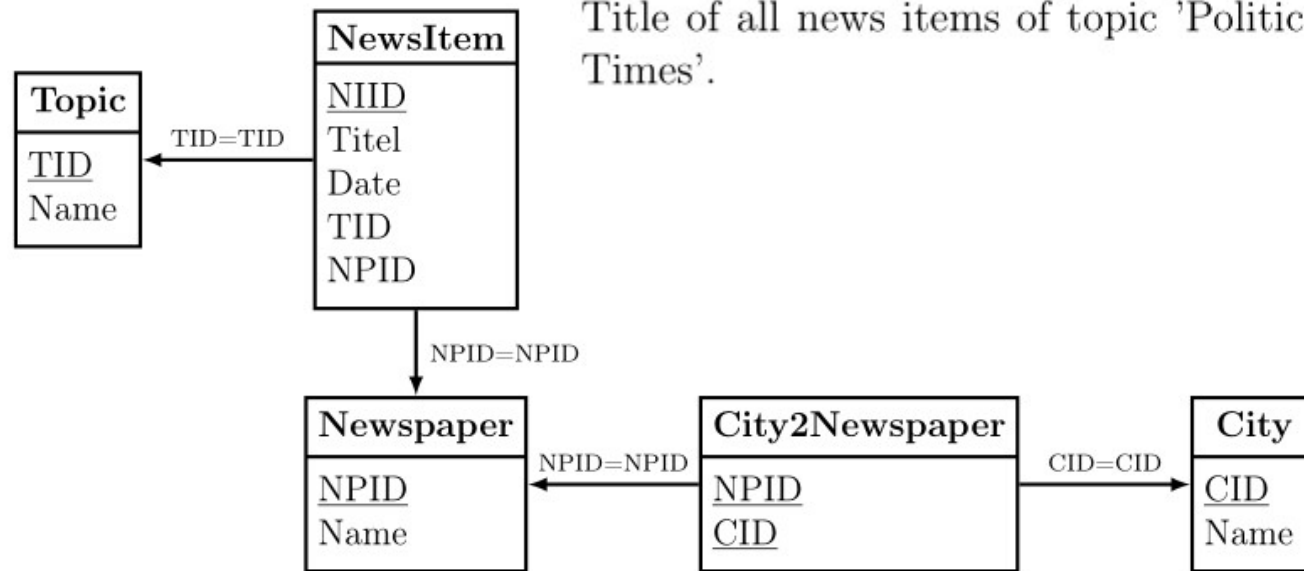 Title of all news items of topic 'Politic
Times'.
NewsItem
NIID
Titel
Date
TID
NPID
Topic
TID
Name
TID=TID
NPID=NPID
Newspaper
NPID
Name
NPID=NPID
City2Newspaper
NPID
CID
CID=CID
City
CID
Name